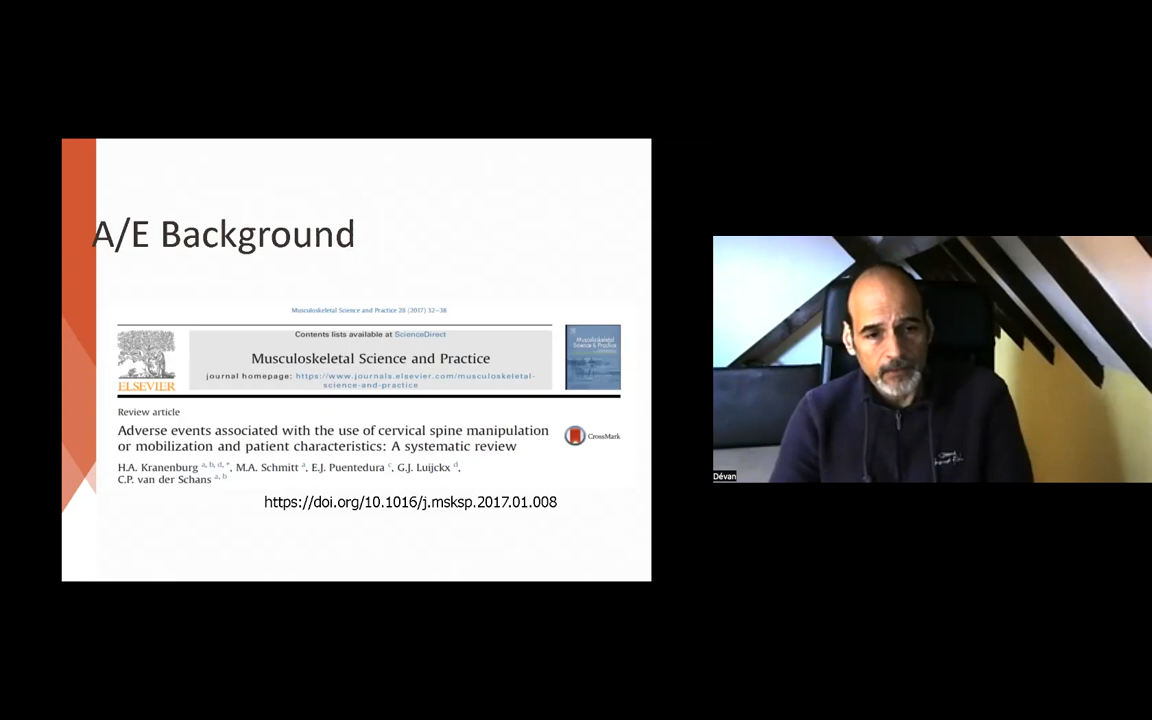 A/E Background
Musculoskeletal Science and Practice 28 (2017) 32–38
Contents lists available at ScienceDirect
Musculoskeletal Science and Practice
journal homepage: https://www.journals.elsevier.com/musculoskeletal-
science-and-practice
ELSEVIER
Musculoskeletal
Science & Practice
Review article
Adverse events associated with the use of cervical spine manipulation
or mobilization and patient characteristics: A systematic review
CrossMark
H.A. Kranenburg a, b, d, *, M.A. Schmitt a, E.J. Puentedura c, G.J. Luijckx d,
C.P. van der Schans a, b
https://doi.org/10.1016/j.msksp.2017.01.008
Dévan